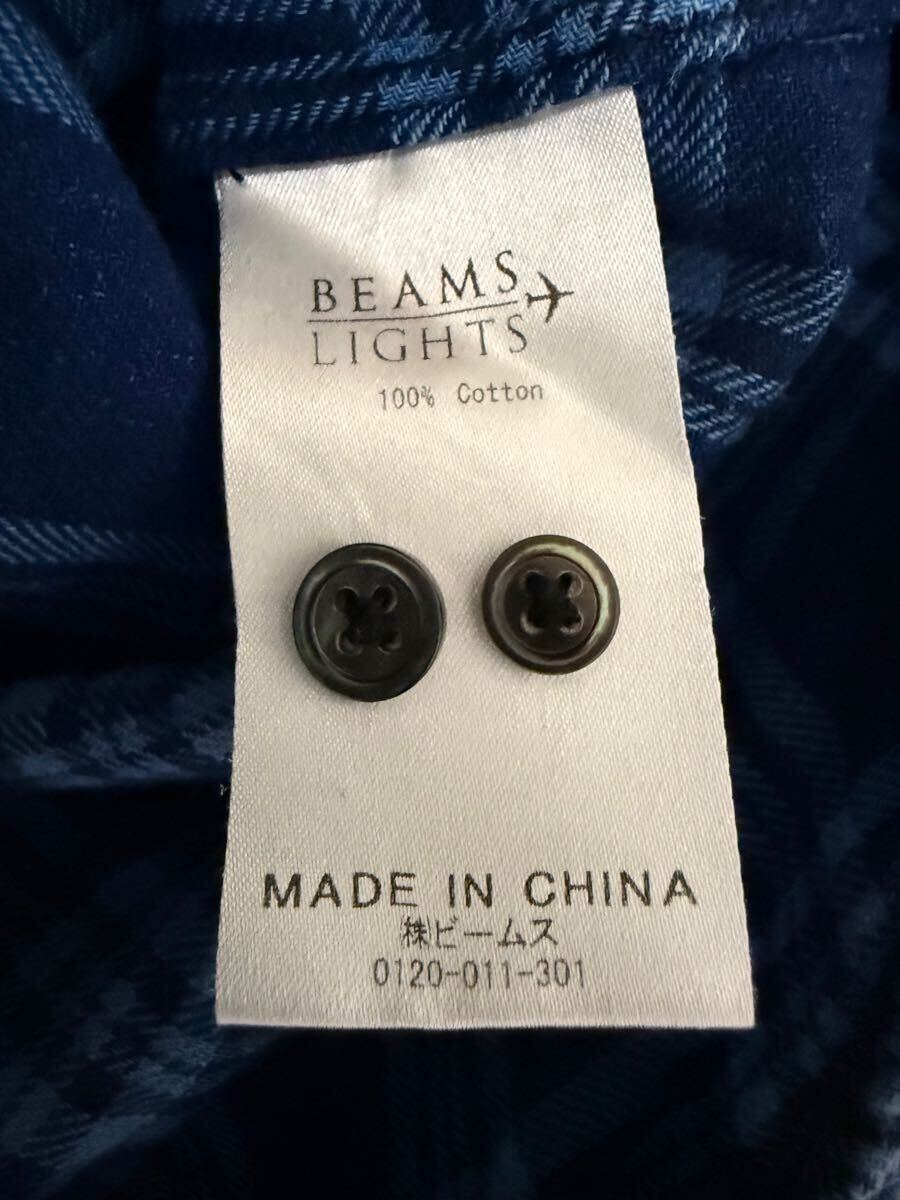 BEAMS
LIGHTS
100% Cotton
MADE IN CHINA
㈱ビームス
0120-011-301